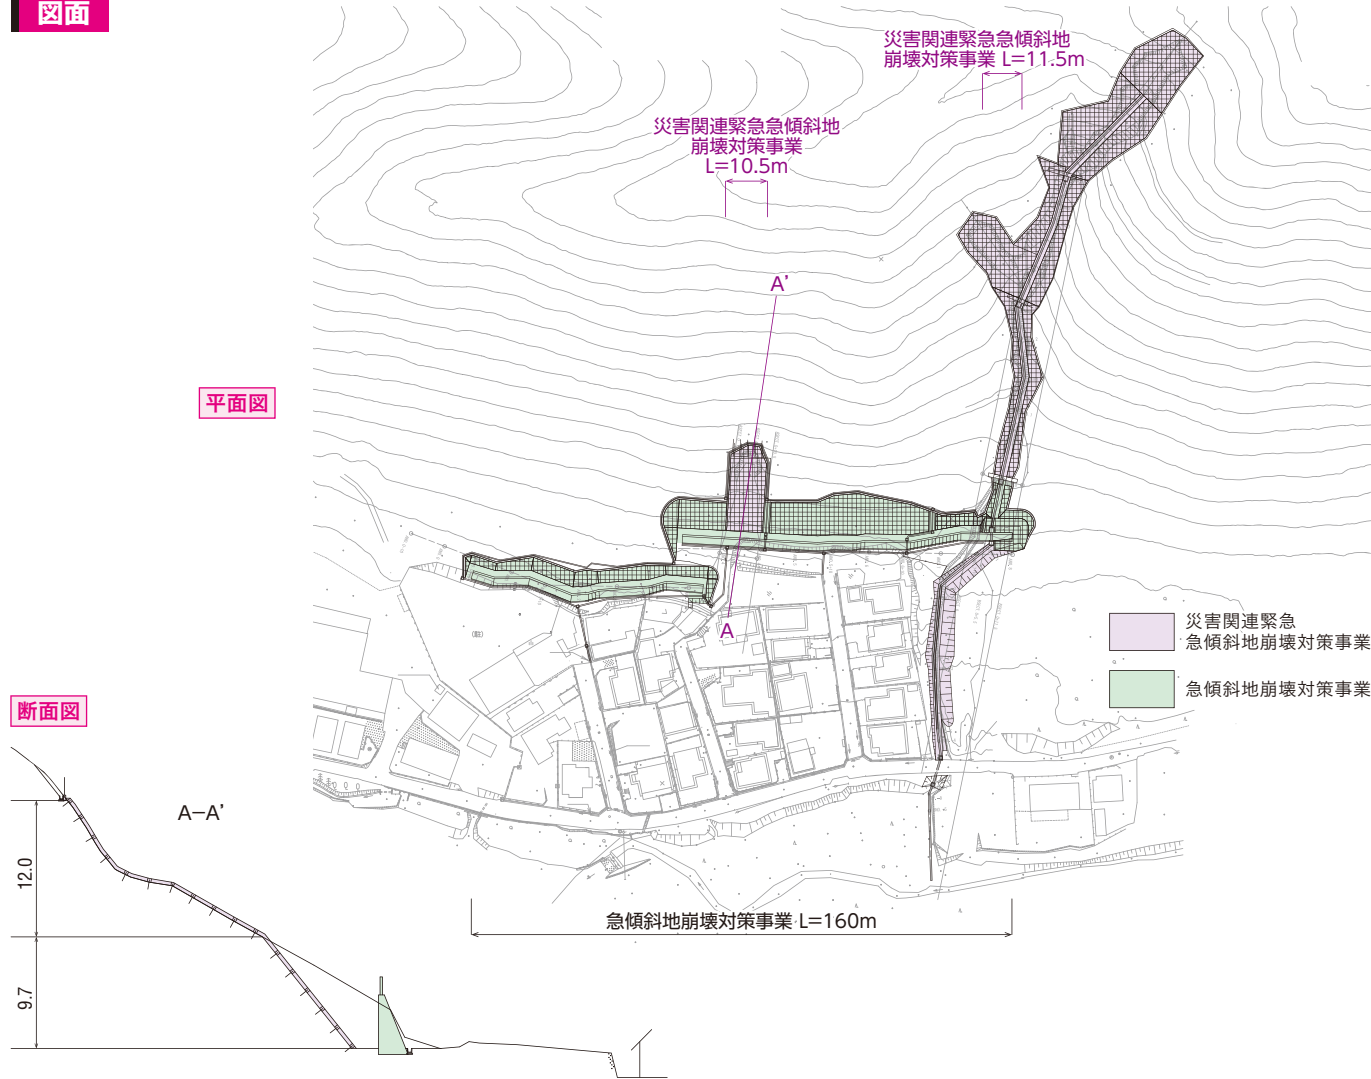 図面
災害関連緊急急傾斜地
崩壊対策事業 L=11.5m
災害関連緊急急傾斜地
崩壊対策事業
L=10.5m
A'
平面図
A
災害関連緊急
急傾斜地崩壊対策事業
急傾斜地崩壊対策事業
断面図
A−A'
12.0
9.7
急傾斜地崩壊対策事業 L=160m